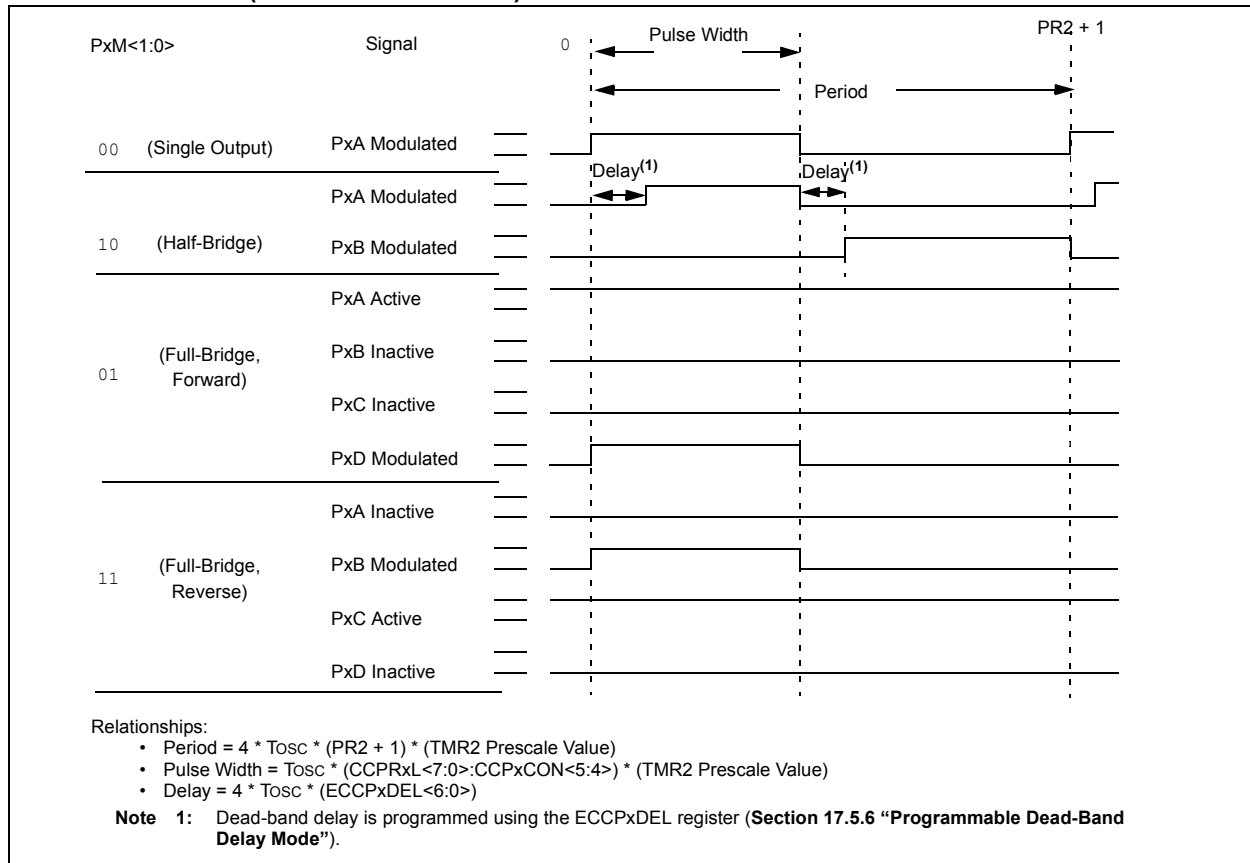 PxM<1:0> Signal 0 Pulse Width PR2 + 1
Period
00 (Single Output) PxA Modulated
Delay(1) Delay(1)
PxA Modulated
10 (Half-Bridge) PxB Modulated
PxA Active
01 (Full-Bridge, Forward) PxB Inactive
PxC Inactive
PxD Modulated
PxA Inactive
11 (Full-Bridge, Reverse) PxB Modulated
PxC Active
PxD Inactive
Relationships:
• Period = 4 * TOSC * (PR2 + 1) * (TMR2 Prescale Value)
• Pulse Width = TOSC * (CCPRxL<7:0>:CCPxCON<5:4>) * (TMR2 Prescale Value)
• Delay = 4 * TOSC * (ECCPxDEL<6:0>)
Note 1: Dead-band delay is programmed using the ECCPxDEL register (Section 17.5.6 “Programmable Dead-Band
Delay Mode”).